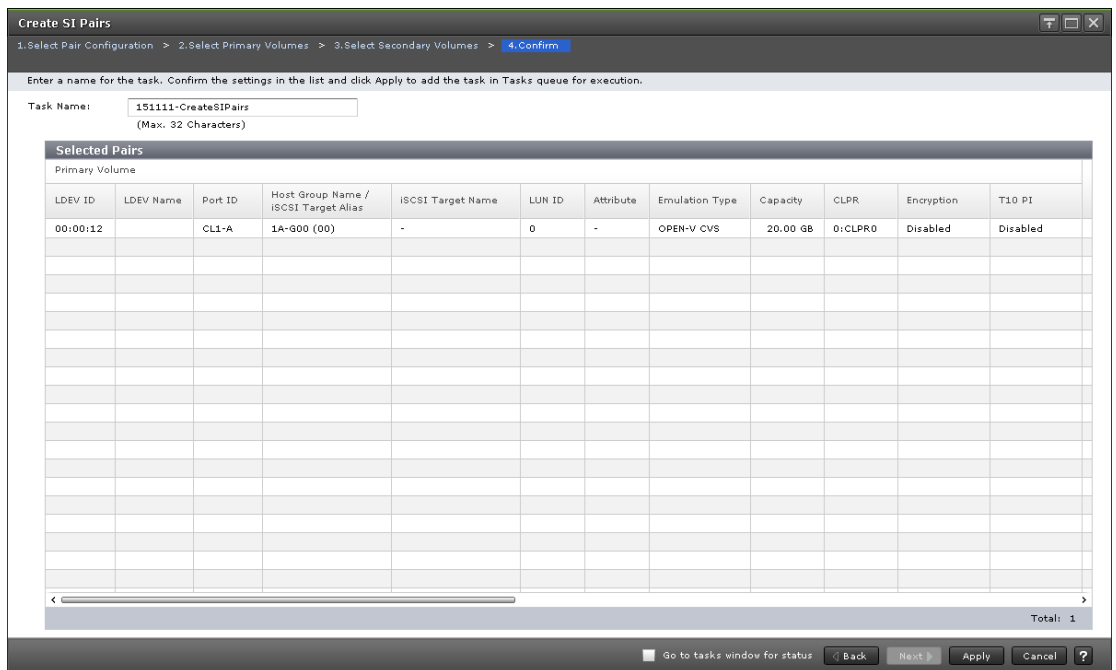 Create SI Pairs
1.Select Pair Configuration > 2.Select Primary Volumes > 3.Select Secondary Volumes > 4.Confirm
Enter a name for the task. Confirm the settings in the list and click Apply to add the task in Tasks queue for execution.
Task Name: 151111-CreateSIPairs
(Max. 32 Characters)
Selected Pairs
Primary Volume
LDEV ID LDEV Name Port ID Host Group Name / iSCSI Target Alias iSCSI Target Name LUN ID Attribute Emulation Type Capacity CLPR Encryption T10 PI
00:00:12 CL1-A 1A-G00 (00) - 0 - OPEN-V CVS 20.00 GB 0:CLPR0 Disabled Disabled
Total: 1
Go to tasks window for status Back Next Apply Cancel ?